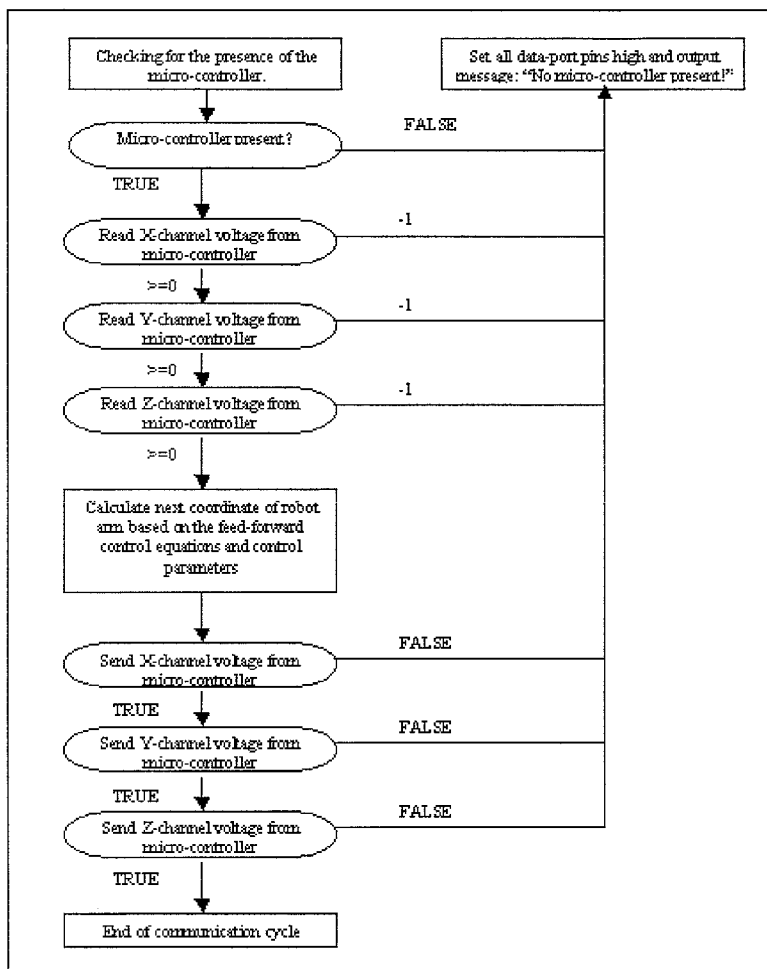 Checking for the presence of the
micro-controller.
Set all data-port pins high and output
message: “No micro-controller present!”
Micro-controller present?
FALSE
TRUE
Read X-channel voltage from
micro-controller
-1
>=0
Read Y-channel voltage from
micro-controller
-1
>=0
Read Z-channel voltage from
micro-controller
-1
>=0
Calculate next coordinate of robot
arm based on the feed-forward
control equations and control
parameters
Send X-channel voltage from
micro-controller
FALSE
TRUE
Send Y-channel voltage from
micro-controller
FALSE
TRUE
Send Z-channel voltage from
micro-controller
FALSE
TRUE
End of communication cycle